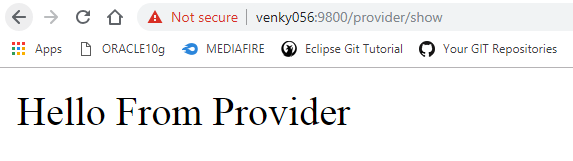 Not secure | venky056:9800/provider/show
Apps ORACLE10g MEDIAFIRE Eclipse Git Tutorial Your GIT Repositories
Hello From Provider